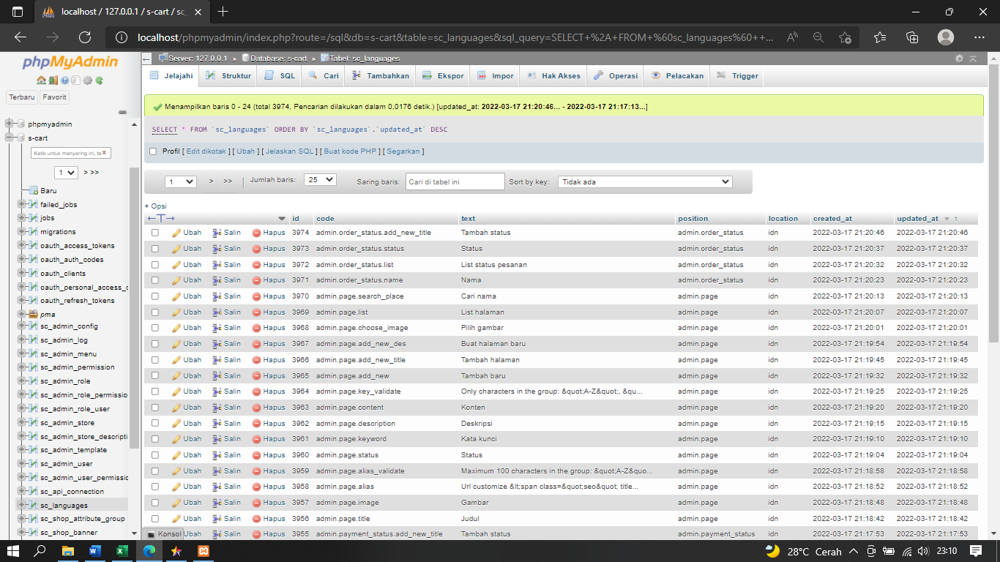 localhost / 127.0.0.1 / s-cart / sc_
localhost/phpmyadmin/index.php?route=/sql&db=s-cart&table=sc_languages&sql_query=SELECT+%2A+FROM+%60sc_languages%60++...
phpMyAdmin
Terbaru Favorit
phpmyadmin
s-cart
Ketik untuk menyaring ini, te X
1 > >>
Baru
failed_jobs
jobs
migrations
oauth_access_tokens
oauth_auth_codes
oauth_clients
oauth_personal_access_c
oauth_refresh_tokens
pma
sc_admin_config
sc_admin_log
sc_admin_menu
sc_admin_permission
sc_admin_role
sc_admin_role_permissio
sc_admin_role_user
sc_admin_store
sc_admin_store_descripti
sc_admin_template
sc_admin_user
sc_admin_user_permissio
sc_api_connection
sc_languages
sc_shop_attribute_group
sc_shop_banner
Server: 127.0.0.1 » Database: s-cart » Tabel: sc_languages
Jelajahi Struktur SQL Cari Tambahkan Ekspor Impor Hak Akses Operasi Pelacakan Trigger
Menampilkan baris 0 - 24 (total 3974, Pencarian dilakukan dalam 0,0176 detik.) [updated_at: 2022-03-17 21:20:46... - 2022-03-17 21:17:13...]
SELECT * FROM `sc_languages` ORDER BY `sc_languages`.`updated_at` DESC
Profil [ Edit dikotak ] [ Ubah ] [ Jelaskan SQL ] [ Buat kode PHP ] [ Segarkan ]
1 > >> Jumlah baris: 25 Saring baris: Cari di tabel ini Sort by key: Tidak ada
+ Opsi
←T→ id code text position location created_at updated_at 1
Ubah Salin Hapus 3974 admin.order_status.add_new_title Tambah status admin.order_status idn 2022-03-17 21:20:46 2022-03-17 21:20:46
Ubah Salin Hapus 3973 admin.order_status.status Status admin.order_status idn 2022-03-17 21:20:37 2022-03-17 21:20:37
Ubah Salin Hapus 3972 admin.order_status.list List status pesanan admin.order_status idn 2022-03-17 21:20:32 2022-03-17 21:20:32
Ubah Salin Hapus 3971 admin.order_status.name Nama admin.order_status idn 2022-03-17 21:20:23 2022-03-17 21:20:23
Ubah Salin Hapus 3970 admin.page.search_place Cari nama admin.page idn 2022-03-17 21:20:13 2022-03-17 21:20:13
Ubah Salin Hapus 3969 admin.page.list List halaman admin.page idn 2022-03-17 21:20:07 2022-03-17 21:20:07
Ubah Salin Hapus 3968 admin.page.choose_image Pilih gambar admin.page idn 2022-03-17 21:20:01 2022-03-17 21:20:01
Ubah Salin Hapus 3967 admin.page.add_new_des Buat halaman baru admin.page idn 2022-03-17 21:19:54 2022-03-17 21:19:54
Ubah Salin Hapus 3966 admin.page.add_new_title Tambah halaman admin.page idn 2022-03-17 21:19:45 2022-03-17 21:19:45
Ubah Salin Hapus 3965 admin.page.add_new Tambah baru admin.page idn 2022-03-17 21:19:32 2022-03-17 21:19:32
Ubah Salin Hapus 3964 admin.page.key_validate Only characters in the group: &quot;A-Z&quot;, &qu... admin.page idn 2022-03-17 21:19:25 2022-03-17 21:19:25
Ubah Salin Hapus 3963 admin.page.content Konten admin.page idn 2022-03-17 21:19:20 2022-03-17 21:19:20
Ubah Salin Hapus 3962 admin.page.description Deskripsi admin.page idn 2022-03-17 21:19:15 2022-03-17 21:19:15
Ubah Salin Hapus 3961 admin.page.keyword Kata kunci admin.page idn 2022-03-17 21:19:10 2022-03-17 21:19:10
Ubah Salin Hapus 3960 admin.page.status Status admin.page idn 2022-03-17 21:19:04 2022-03-17 21:19:04
Ubah Salin Hapus 3959 admin.page.alias_validate Maximum 100 characters in the group: &quot;A-Z&quo... admin.page idn 2022-03-17 21:18:58 2022-03-17 21:18:58
Ubah Salin Hapus 3958 admin.page.alias Url customize &lt;span class=&quot;seo&quot; title... admin.page idn 2022-03-17 21:18:52 2022-03-17 21:18:52
Ubah Salin Hapus 3957 admin.page.image Gambar admin.page idn 2022-03-17 21:18:48 2022-03-17 21:18:48
Ubah Salin Hapus 3956 admin.page.title Judul admin.page idn 2022-03-17 21:18:42 2022-03-17 21:18:42
Konsol Ubah Salin Hapus 3955 admin.payment_status.add_new_title Tambah status admin.payment_status idn 2022-03-17 21:17:53 2022-03-17 21:17:53
28°C Cerah 23:10